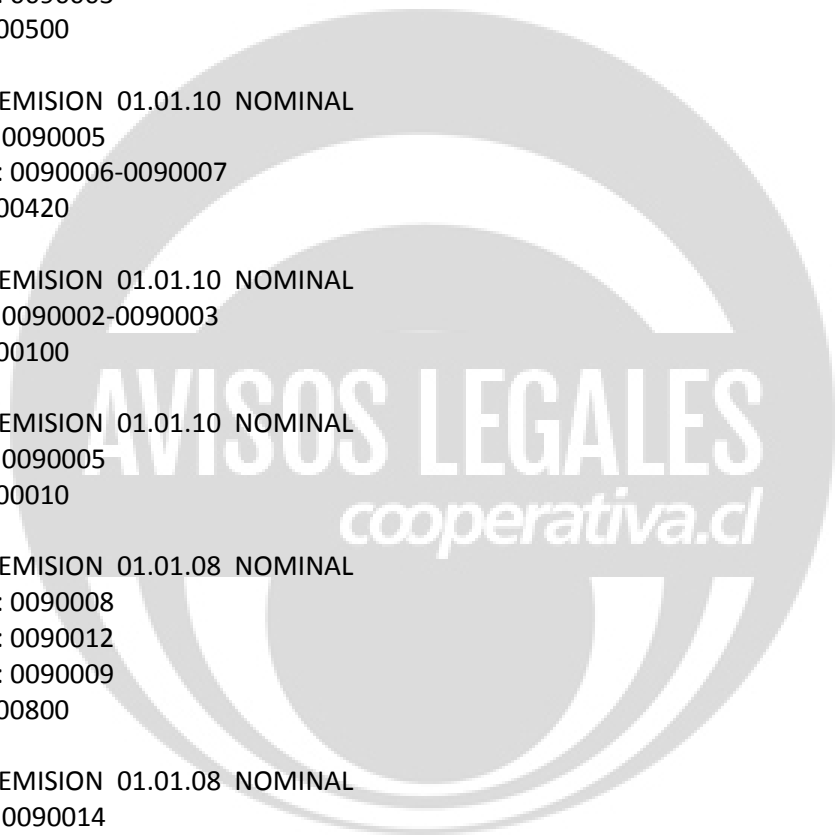 00500
EMISION 01.01.10 NOMINAL
0090005
: 0090006-0090007
00420
EMISION 01.01.10 NOMINAL
0090002-0090003
00100
EMISION 01.01.10 NOMINAL
0090005
00010
EMISION 01.01.08 NOMINAL
: 0090008
: 0090012
: 0090009
00800
EMISION 01.01.08 NOMINAL
0090014
AVISOS LEGALES
cooperativa.cl